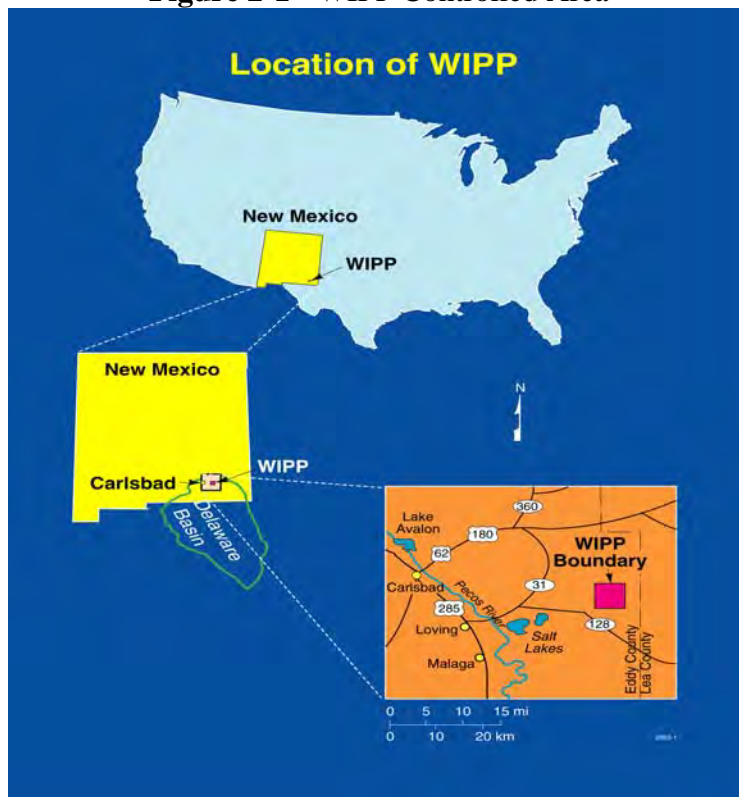 Location of WIPP
New Mexico
WIPP
New Mexico
N
Carlsbad
WIPP
Delaware
Basin
360
Lake
Avalon
180
WIPP
Boundary
62
Carlsbad
Pecos River
31
285
Loving
Salt
Lakes
128
Malaga
Eddy County
Lea County
0 5 10 15 mi
0 10 20 km